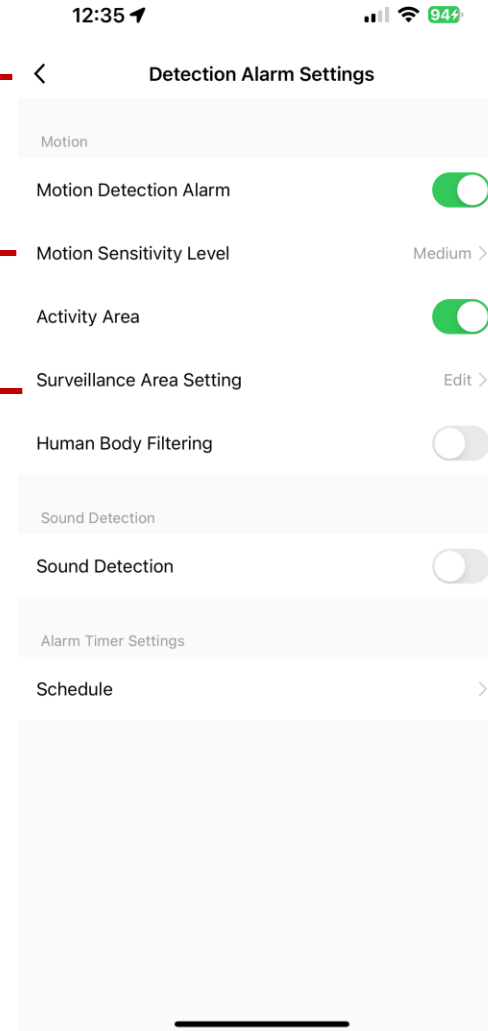 12:35
94
Detection Alarm Settings
Motion
Motion Detection Alarm
Motion Sensitivity Level
Medium
Activity Area
Surveillance Area Setting
Edit
Human Body Filtering
Sound Detection
Sound Detection
Alarm Timer Settings
Schedule